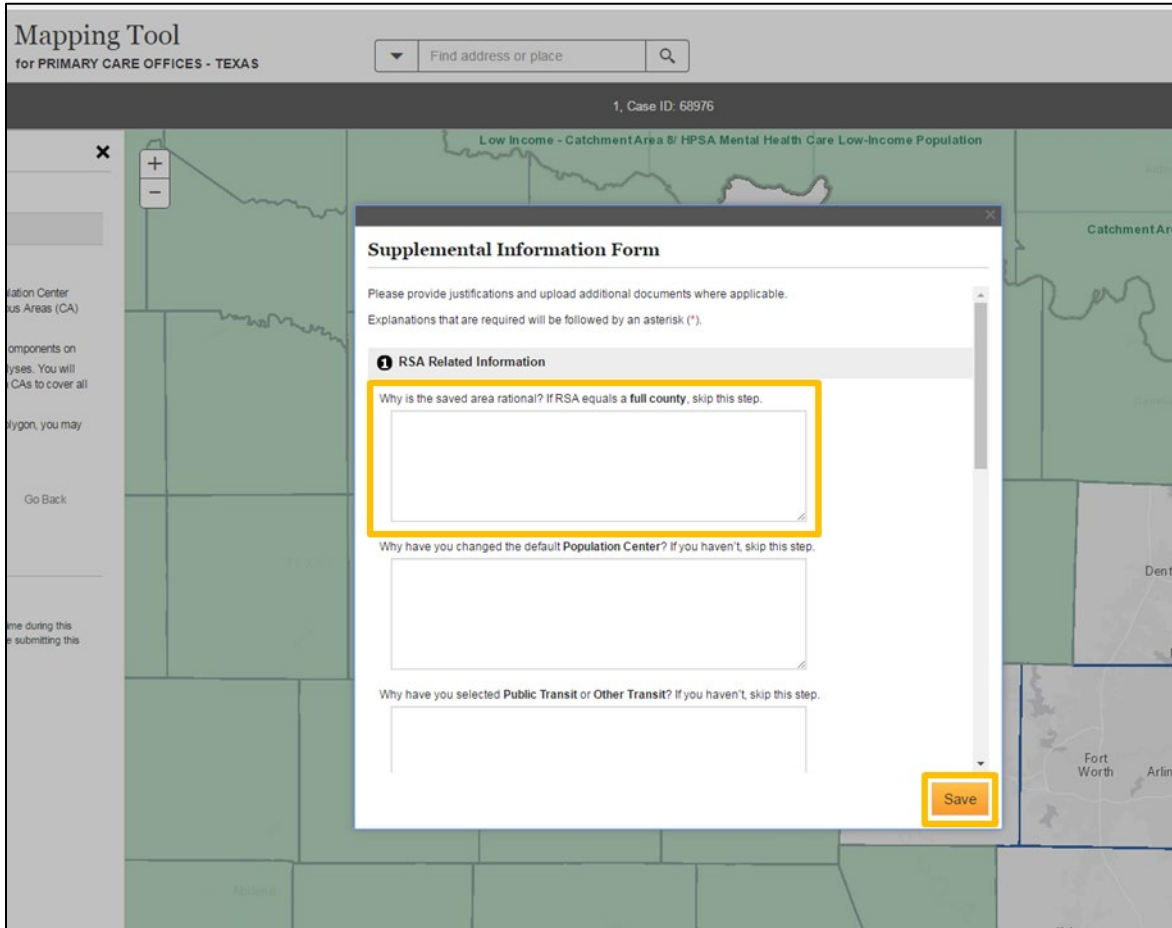 Mapping Tool
for PRIMARY CARE OFFICES - TEXAS
Find address or place
1, Case ID: 68976
Low Income - Catchment Area 8/ HPSA Mental Health Care Low-Income Population
Catchment Ar
+
−
ulation Center
ous Areas (CA)
omponents on
lyses. You will
CAs to cover all
olygon, you may
Go Back
ime during this
e submitting this
Supplemental Information Form
Please provide justifications and upload additional documents where applicable.
Explanations that are required will be followed by an asterisk (*).
1 RSA Related Information
Why is the saved area rational? If RSA equals a full county, skip this step.
Why have you changed the default Population Center? If you haven't, skip this step.
Why have you selected Public Transit or Other Transit? If you haven't, skip this step.
Save
Dent
Fort
Worth
Arlin
Abilene